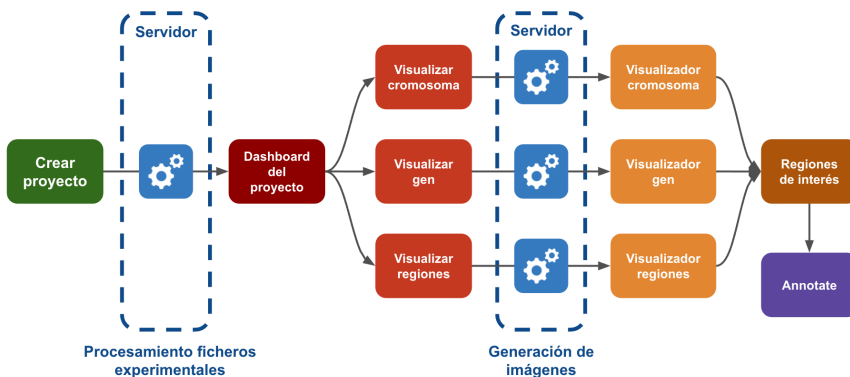 Servidor
Servidor
Crear
proyecto
Dashboard
del
proyecto
Visualizar
cromosoma
Visualizador
cromosoma
Visualizar
gen
Visualizador
gen
Visualizar
regiones
Visualizador
regiones
Regiones
de interés
Annotate
Procesamiento ficheros
experimentales
Generación de
imágenes